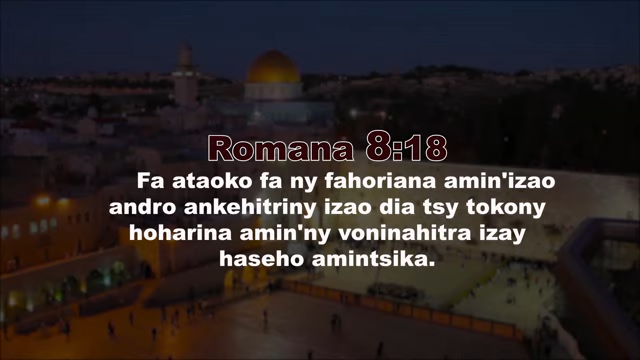 Romana 8:18
Fa ataoko fa ny fahoriana amin'izao
andro ankehitriny izao dia tsy tokony
hoharina amin'ny voninahitra izay
haseho amintsika.